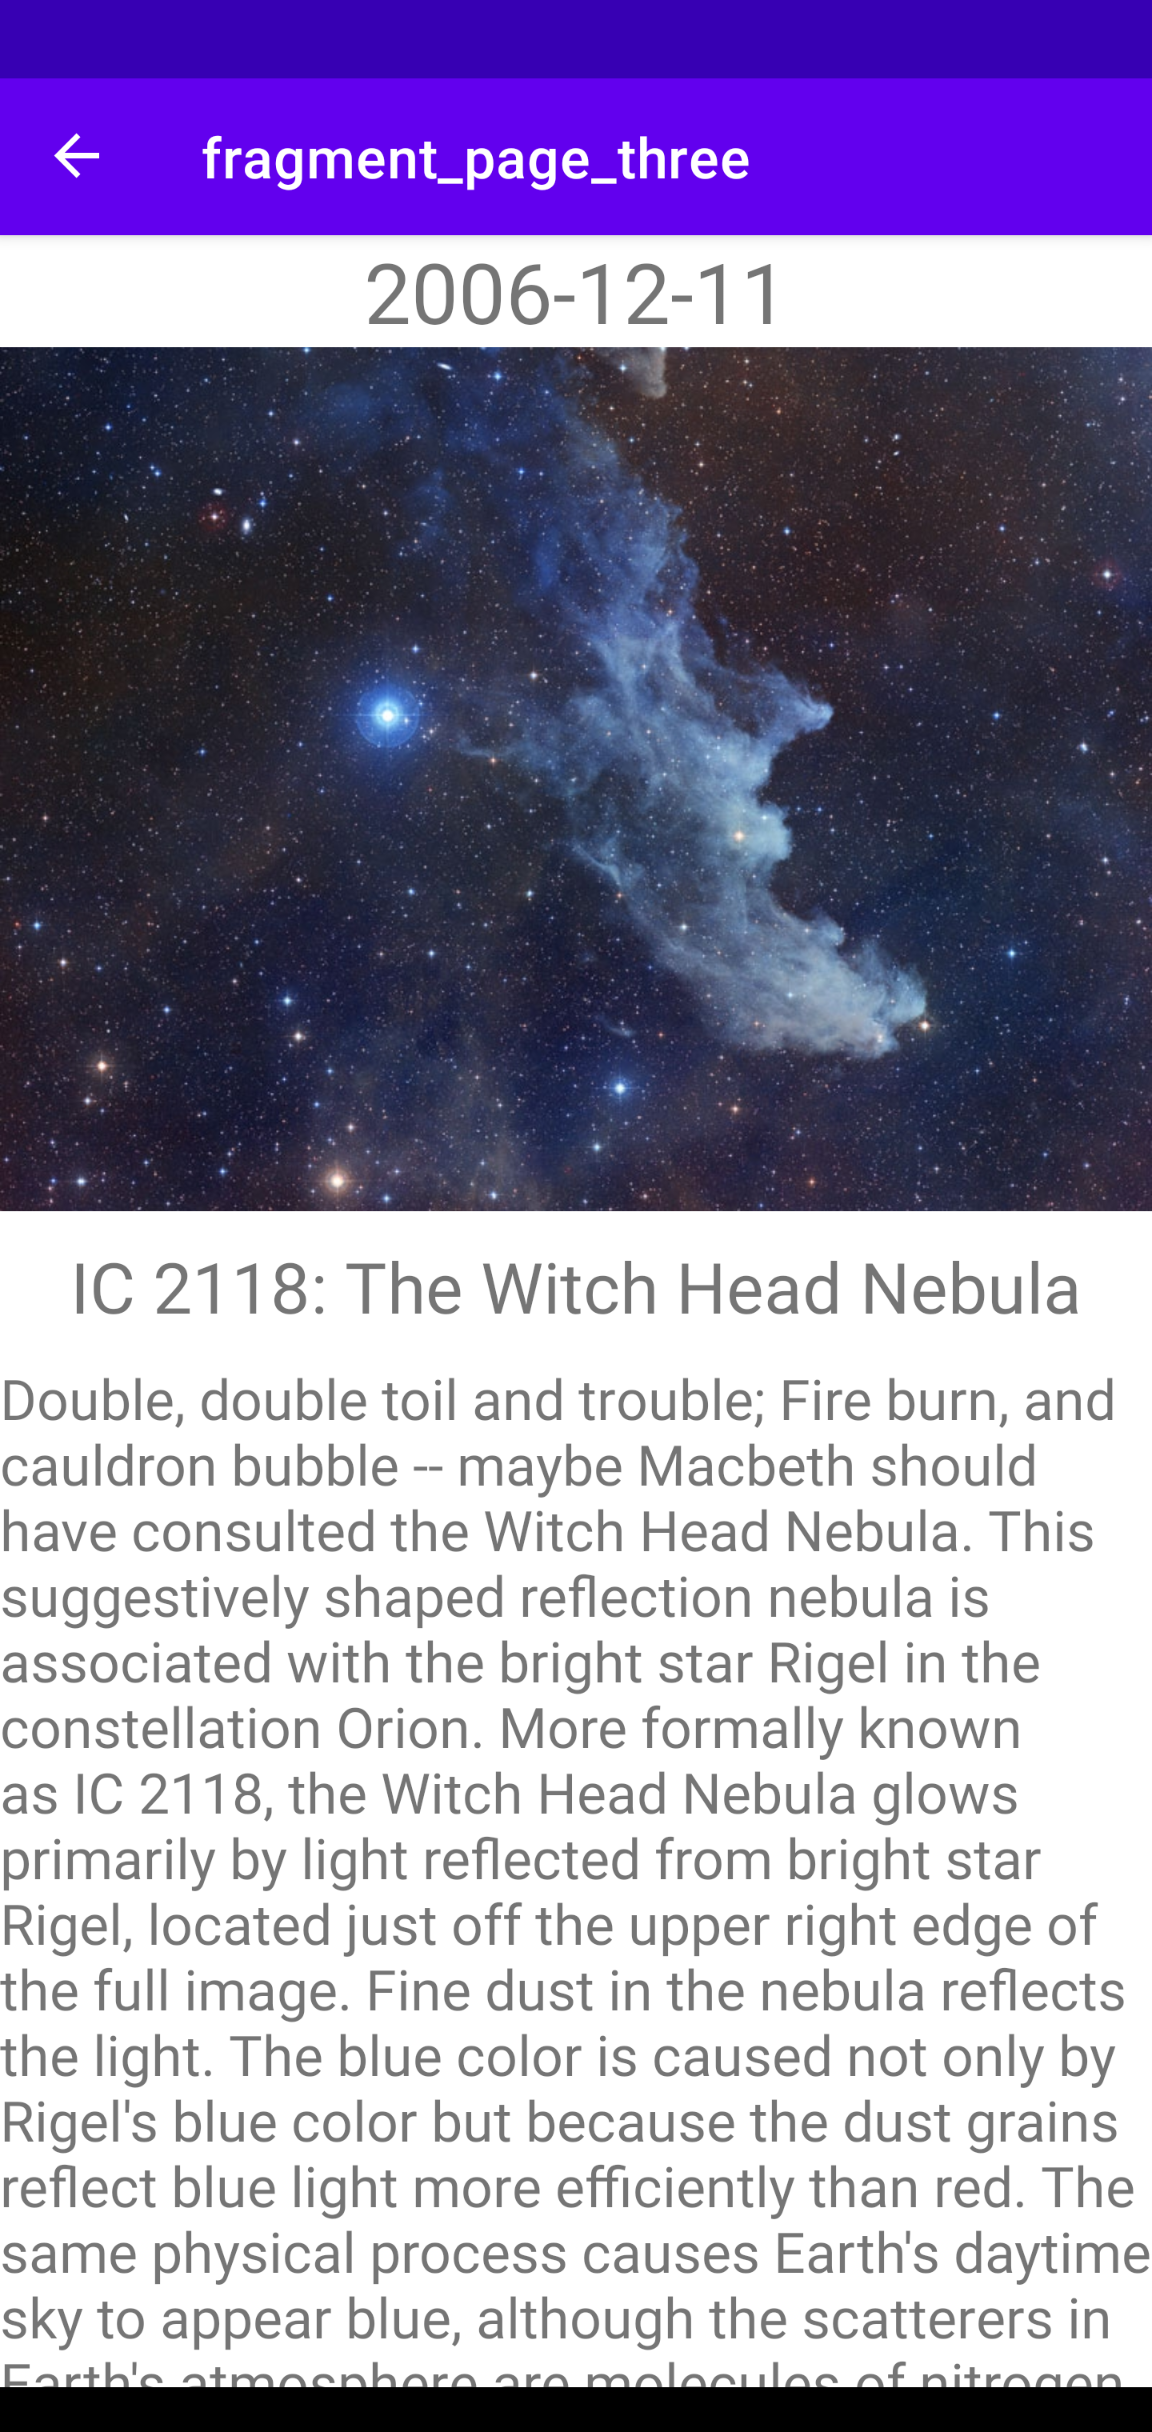 fragment_page_three
2006-12-11
IC 2118: The Witch Head Nebula
Double, double toil and trouble; Fire burn, and
cauldron bubble -- maybe Macbeth should
have consulted the Witch Head Nebula. This
suggestively shaped reflection nebula is
associated with the bright star Rigel in the
constellation Orion. More formally known
as IC 2118, the Witch Head Nebula glows
primarily by light reflected from bright star
Rigel, located just off the upper right edge of
the full image. Fine dust in the nebula reflects
the light. The blue color is caused not only by
Rigel's blue color but because the dust grains
reflect blue light more efficiently than red. The
same physical process causes Earth's daytime
sky to appear blue, although the scatterers in
Earth's atmosphere are molecules of nitrogen